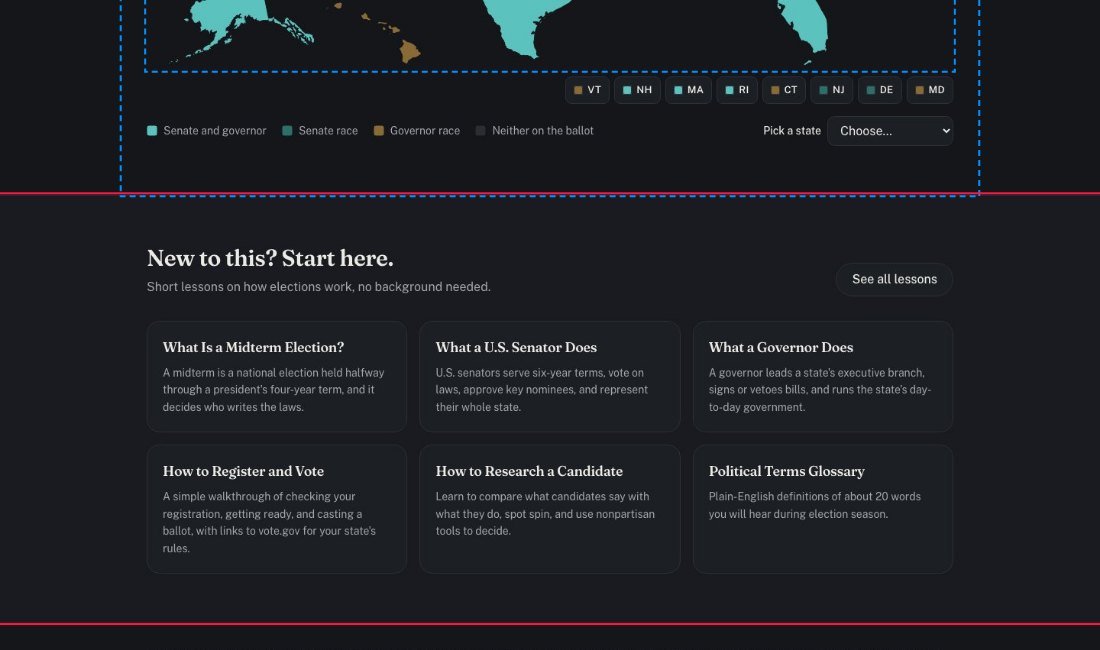 VT NH MA RI CT NJ DE MD
Senate and governor Senate race Governor race Neither on the ballot Pick a state Choose...
New to this? Start here.
Short lessons on how elections work, no background needed.
See all lessons
What Is a Midterm Election?
A midterm is a national election held halfway
through a president's four-year term, and it
decides who writes the laws.
What a U.S. Senator Does
U.S. senators serve six-year terms, vote on
laws, approve key nominees, and represent
their whole state.
What a Governor Does
A governor leads a state's executive branch,
signs or vetoes bills, and runs the state's day-
to-day government.
How to Register and Vote
A simple walkthrough of checking your
registration, getting ready, and casting a
ballot, with links to vote.gov for your state's
rules.
How to Research a Candidate
Learn to compare what candidates say with
what they do, spot spin, and use nonpartisan
tools to decide.
Political Terms Glossary
Plain-English definitions of about 20 words
you will hear during election season.